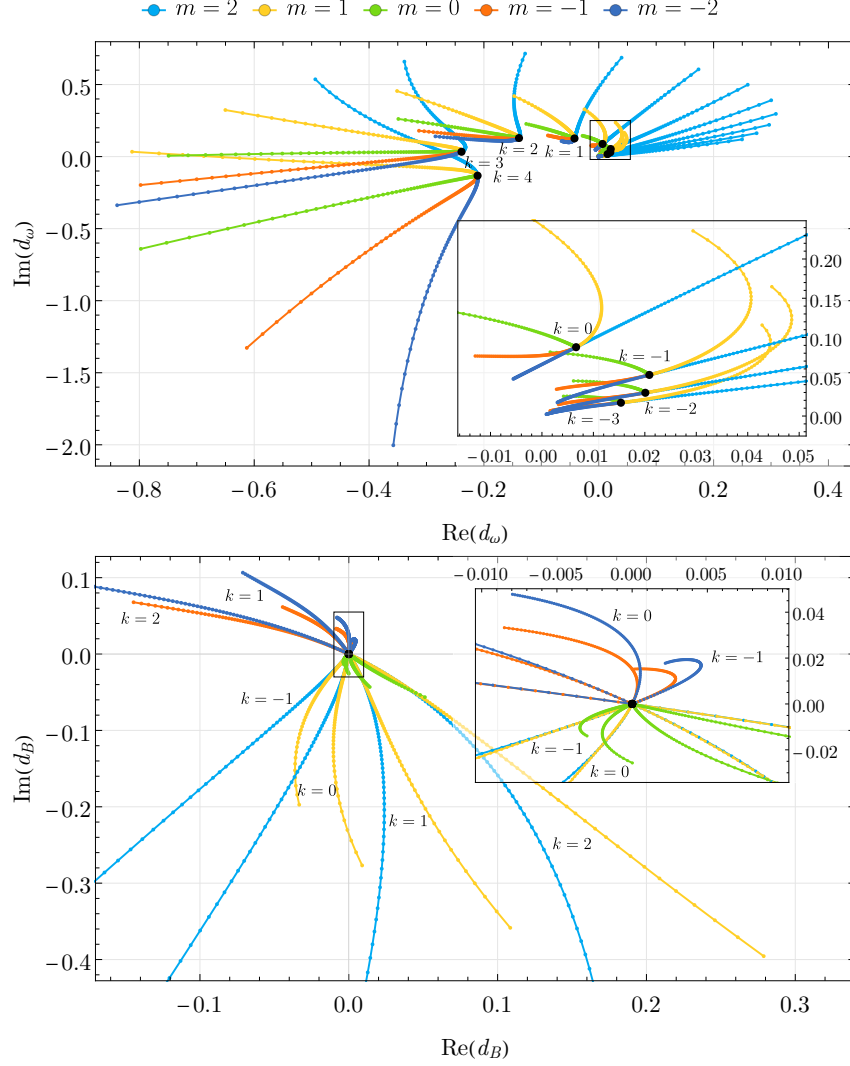 m = 2 m = 1 m = 0 m = −1 m = −2
Im(d_ω)
0.5
0.0
−0.5
−1.0
−1.5
−2.0
k = 2
k = 1
k = 3
k = 4
0.20
0.15
0.10
0.05
0.00
k = 0
k = −1
k = −2
k = −3
−0.01 0.00 0.01 0.02 0.03 0.04 0.05
−0.8 −0.6 −0.4 −0.2 0.0 0.2 0.4
Re(d_ω)
Im(d_B)
0.1
0.0
−0.1
−0.2
−0.3
−0.4
k = 1
k = 2
k = −1
k = 0
k = 1
k = 2
−0.010 −0.005 0.000 0.005 0.010
0.04
0.02
0.00
−0.02
k = 0
k = −1
k = −1
k = 0
−0.1 0.0 0.1 0.2 0.3
Re(d_B)